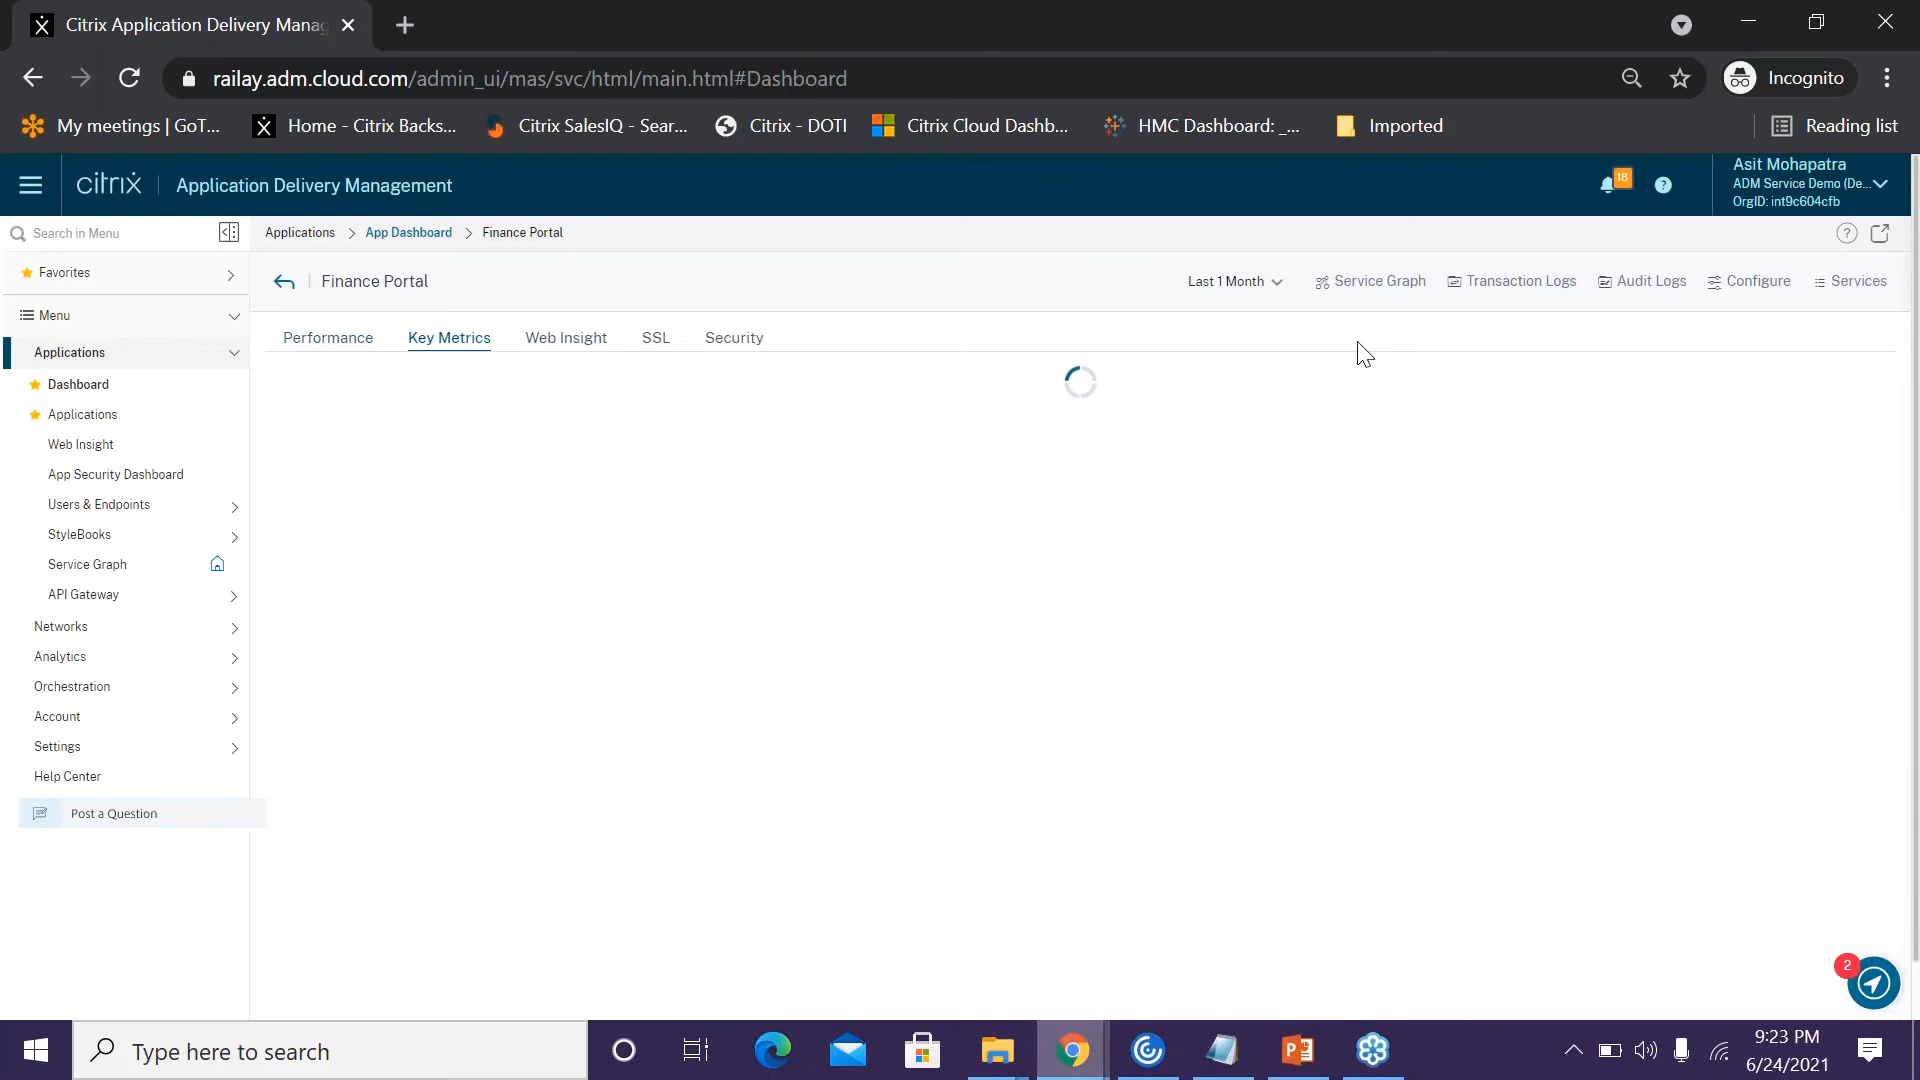 Citrix Application Delivery Manag
railay.adm.cloud.com/admin_ui/mas/svc/html/main.html#Dashboard
Incognito
My meetings | GoT...
Home - Citrix Backs...
Citrix SalesIQ - Sear...
Citrix - DOTI
Citrix Cloud Dashb...
HMC Dashboard: _...
Imported
Reading list
citrix
Application Delivery Management
18
?
Asit Mohapatra
ADM Service Demo (De...
OrgID: int9c604cfb
Search in Menu
Applications > App Dashboard > Finance Portal
?
Favorites
Finance Portal
Last 1 Month
Service Graph
Transaction Logs
Audit Logs
Configure
Services
Menu
Performance
Key Metrics
Web Insight
SSL
Security
Applications
Dashboard
Applications
Web Insight
App Security Dashboard
Users & Endpoints
StyleBooks
Service Graph
API Gateway
Networks
Analytics
Orchestration
Account
Settings
Help Center
Post a Question
2
Type here to search
9:23 PM
6/24/2021